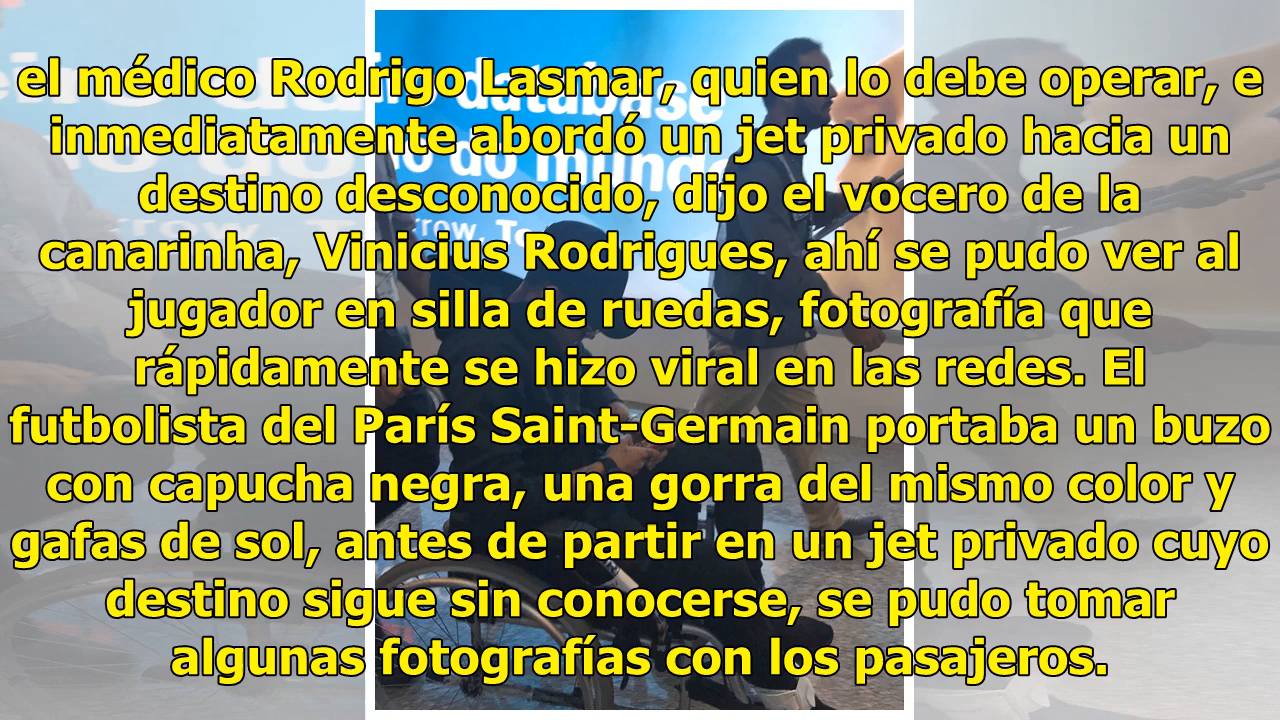 el médico Rodrigo Lasmar, quien lo debe operar, e
inmediatamente abordó un jet privado hacia un
destino desconocido, dijo el vocero de la
canarinha, Vinicius Rodrigues, ahí se pudo ver al
jugador en silla de ruedas, fotografía que
rápidamente se hizo viral en las redes. El
futbolista del París Saint-Germain portaba un buzo
con capucha negra, una gorra del mismo color y
gafas de sol, antes de partir en un jet privado cuyo
destino sigue sin conocerse, se pudo tomar
algunas fotografías con los pasajeros.
database
do mundo